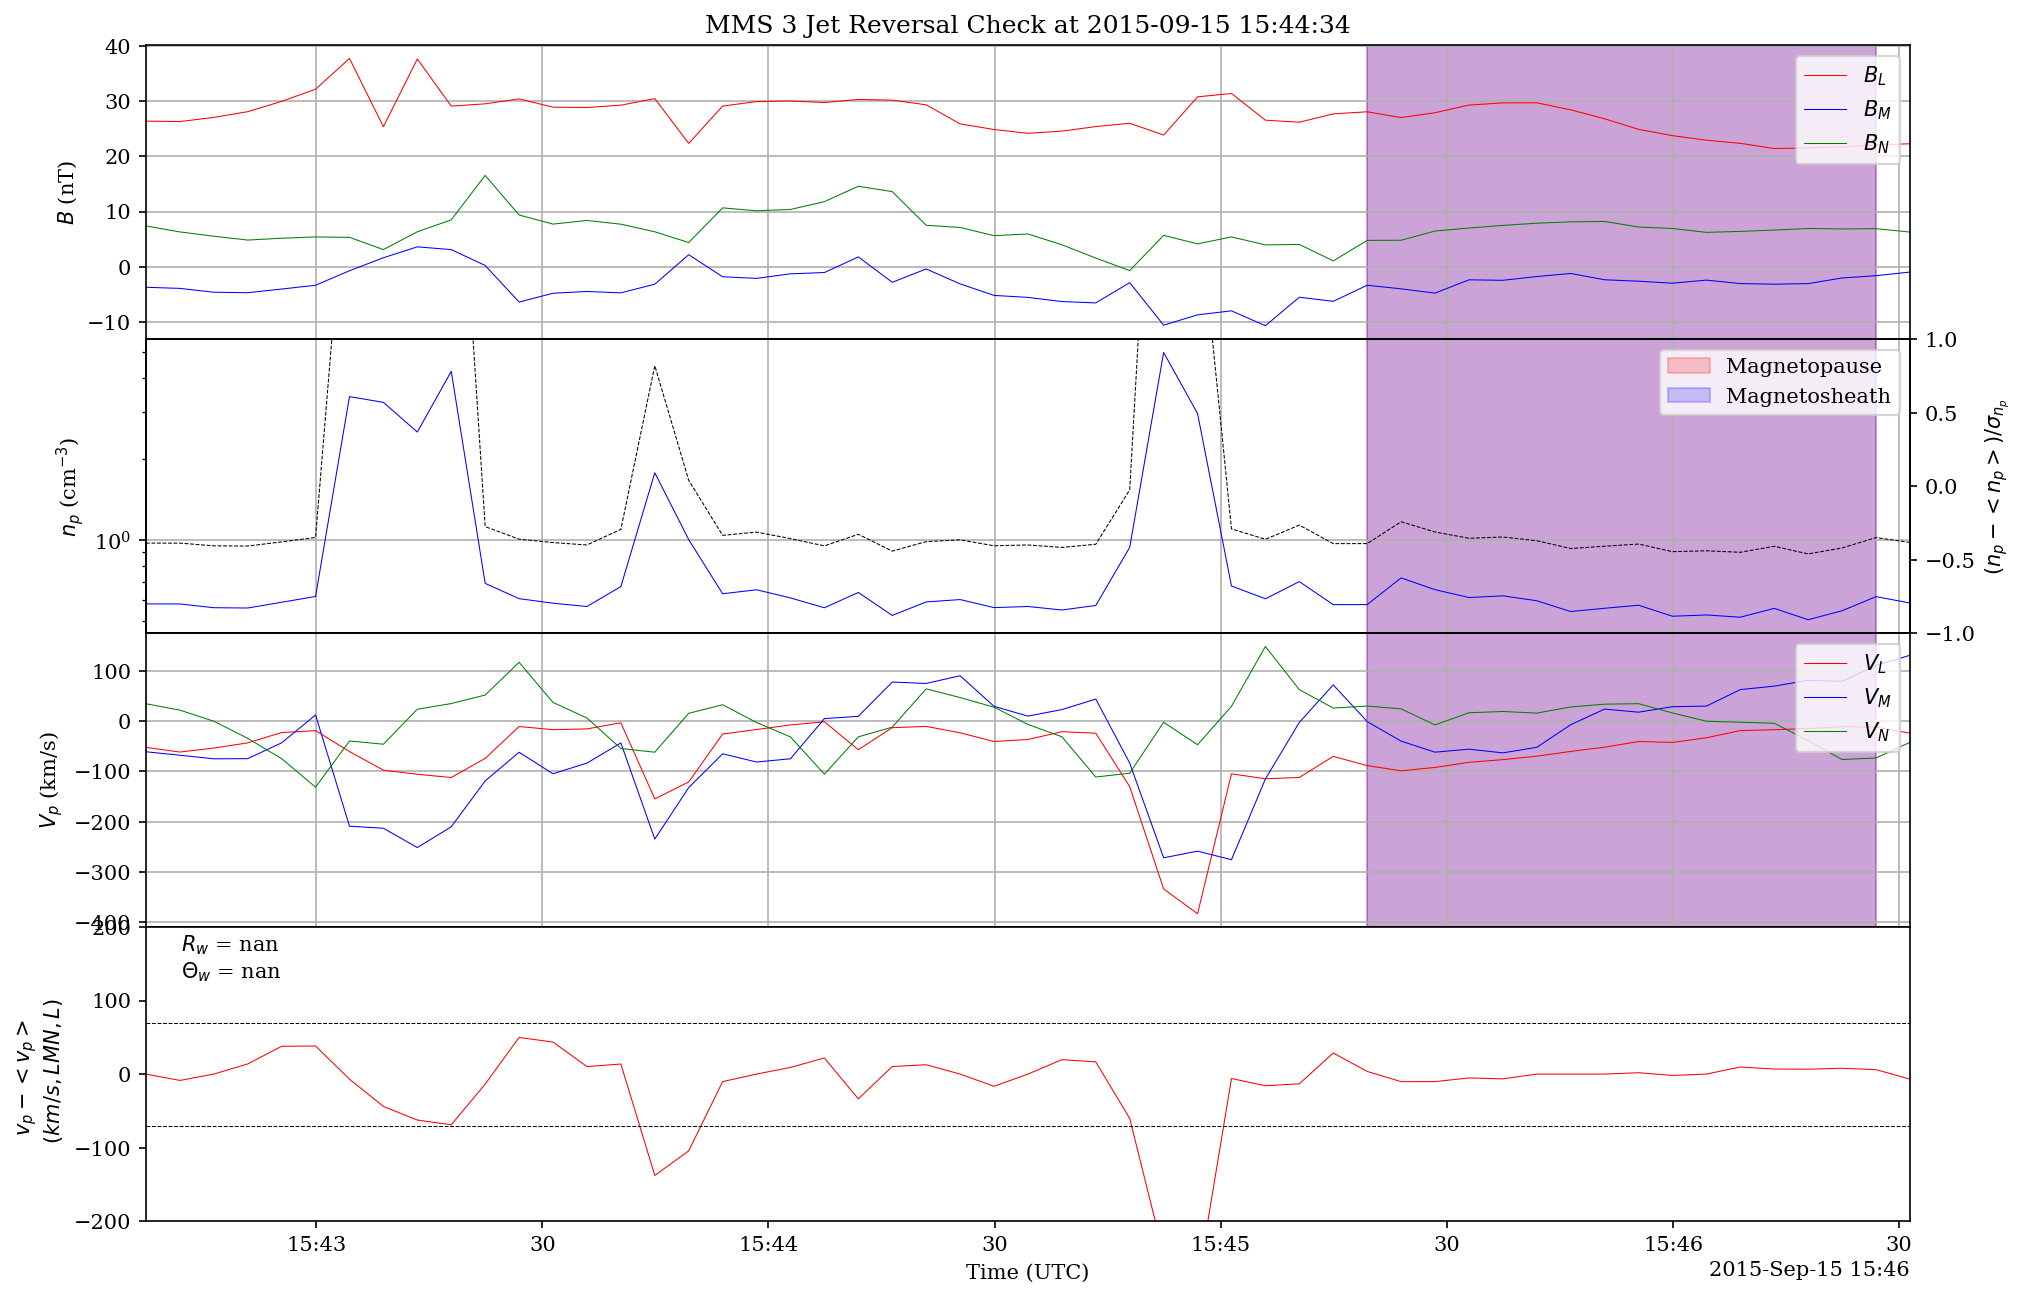 MMS 3 Jet Reversal Check at 2015-09-15 15:44:34
40
30
20
10
0
−10
B (nT)
B_L
B_M
B_N
10^0
n_p (cm^{−3})
Magnetopause
Magnetosheath
1.0
0.5
0.0
−0.5
−1.0
(n_p − < n_p >)/σ_{n_p}
100
0
−100
−200
−300
−400
V_p (km/s)
V_L
V_M
V_N
200
100
0
−100
−200
v_p − < v_p >
(km/s, LMN, L)
R_w = nan
Θ_w = nan
15:43 30 15:44 30 15:45 30 15:46 30
Time (UTC)
2015-Sep-15 15:46